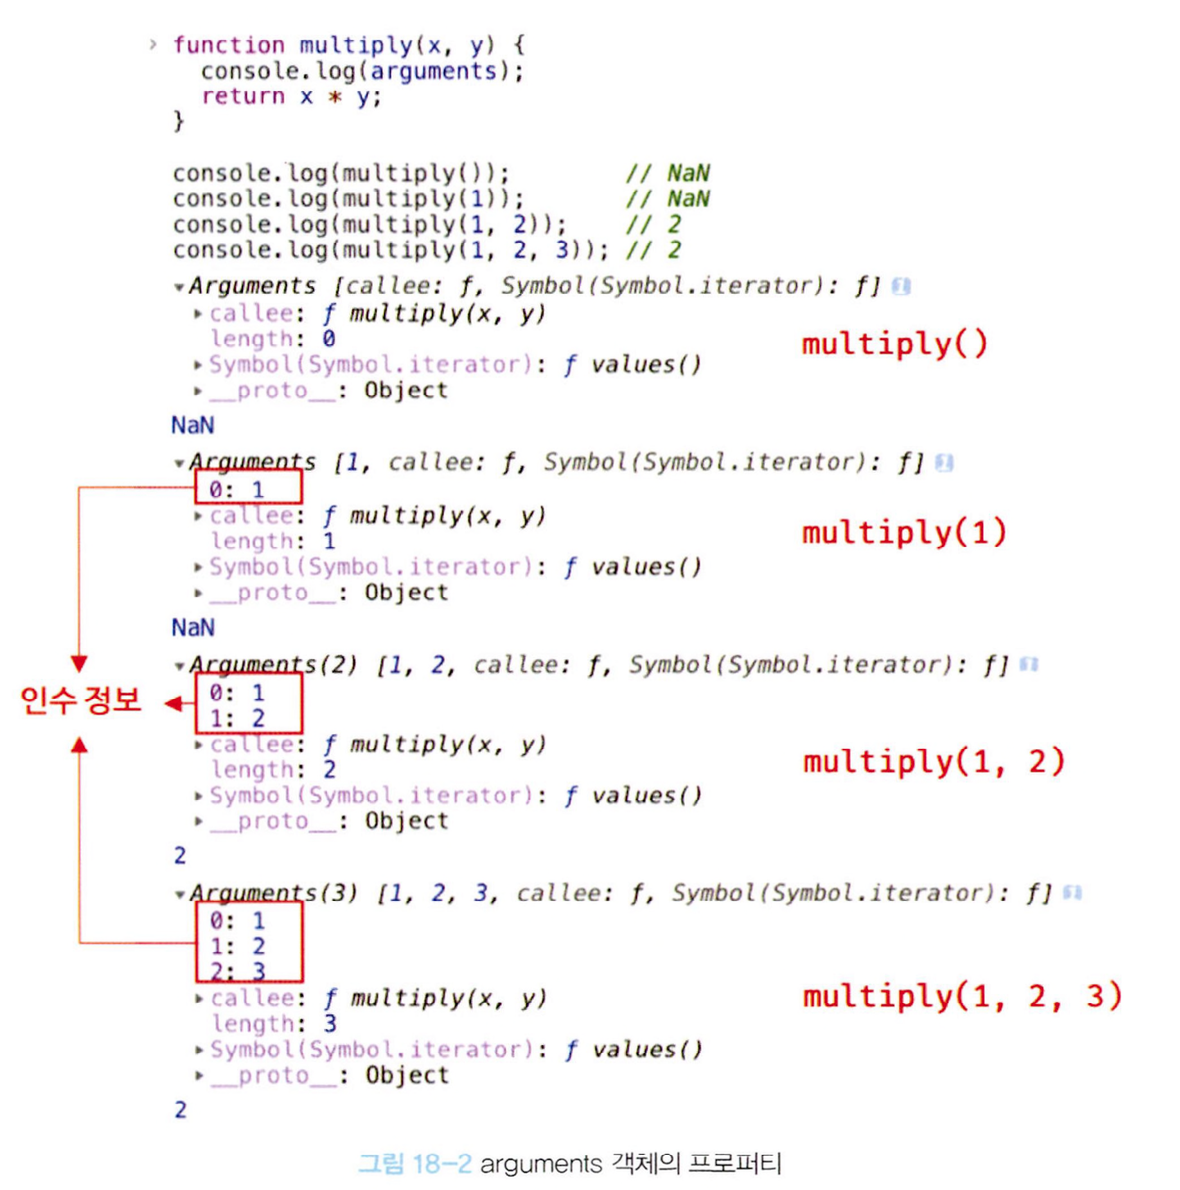 > function multiply(x, y) {
console.log(arguments);
return x * y;
}
console.log(multiply()); // NaN
console.log(multiply(1)); // NaN
console.log(multiply(1, 2)); // 2
console.log(multiply(1, 2, 3)); // 2
▼Arguments [callee: ƒ, Symbol(Symbol.iterator): ƒ] i
▶callee: ƒ multiply(x, y)
length: 0
multiply()
▶Symbol(Symbol.iterator): ƒ values()
▶__proto__: Object
NaN
▼Arguments [1, callee: ƒ, Symbol(Symbol.iterator): ƒ] i
0: 1
▶callee: ƒ multiply(x, y)
multiply(1)
length: 1
▶Symbol(Symbol.iterator): ƒ values()
▶__proto__: Object
NaN
▼Arguments(2) [1, 2, callee: ƒ, Symbol(Symbol.iterator): ƒ] i
0: 1
인수 정보
1: 2
▶callee: ƒ multiply(x, y)
multiply(1, 2)
length: 2
▶Symbol(Symbol.iterator): ƒ values()
▶__proto__: Object
2
▼Arguments(3) [1, 2, 3, callee: ƒ, Symbol(Symbol.iterator): ƒ] i
0: 1
1: 2
2: 3
▶callee: ƒ multiply(x, y)
multiply(1, 2, 3)
length: 3
▶Symbol(Symbol.iterator): ƒ values()
▶__proto__: Object
2
그림 18-2 arguments 객체의 프로퍼티